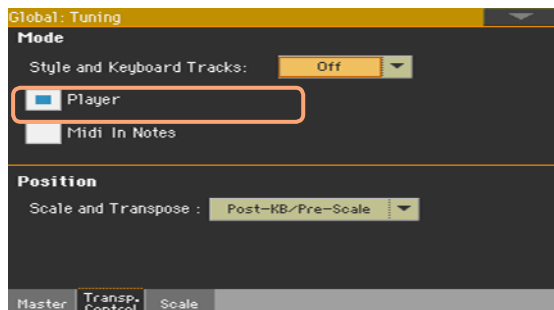 Global: Tuning
Mode
Style and Keyboard Tracks: Off
Player
Midi In Notes
Position
Scale and Transpose : Post-KB/Pre-Scale
Master Transp. Control Scale